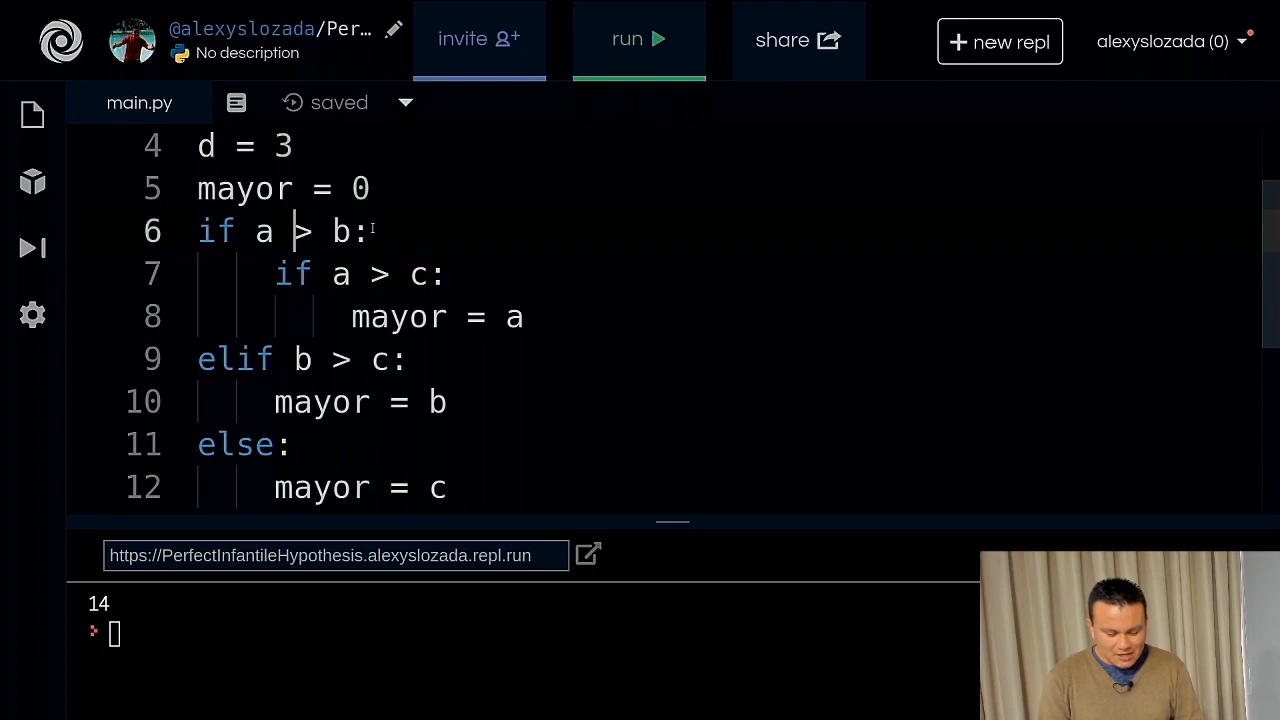 @alexyslozada/Per...
No description
invite
run
share
+ new repl
alexyslozada (0)
main.py
saved
4 d = 3
5 mayor = 0
6 if a > b:
7 if a > c:
8 mayor = a
9 elif b > c:
10 mayor = b
11 else:
12 mayor = c
https://PerfectInfantileHypothesis.alexyslozada.repl.run
14